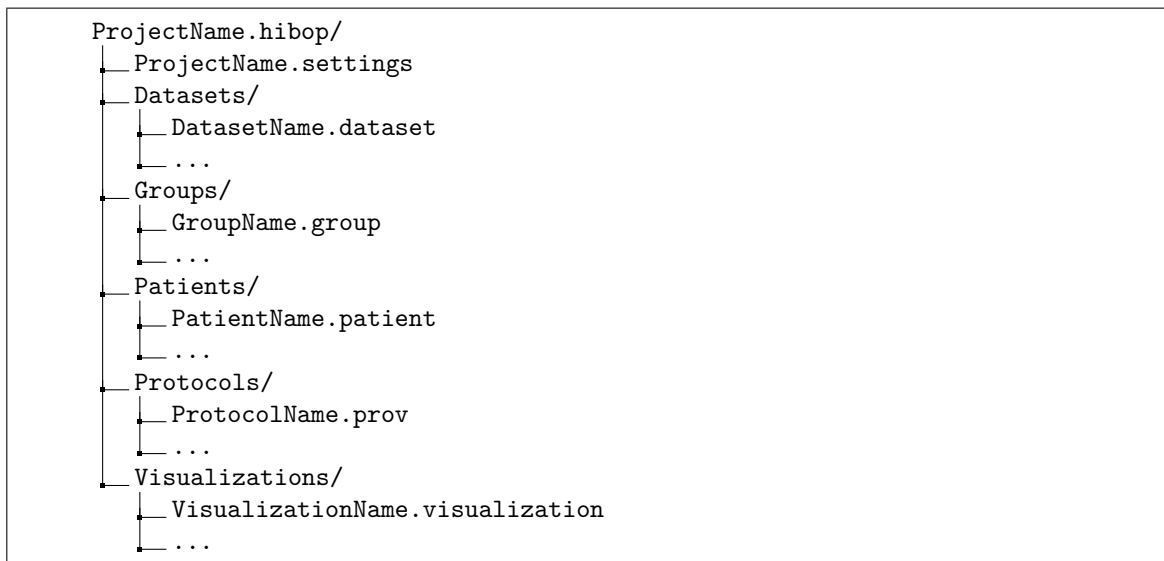 ProjectName.hibop/
ProjectName.settings
Datasets/
DatasetName.dataset
...
Groups/
GroupName.group
...
Patients/
PatientName.patient
...
Protocols/
ProtocolName.prov
...
Visualizations/
VisualizationName.visualization
...